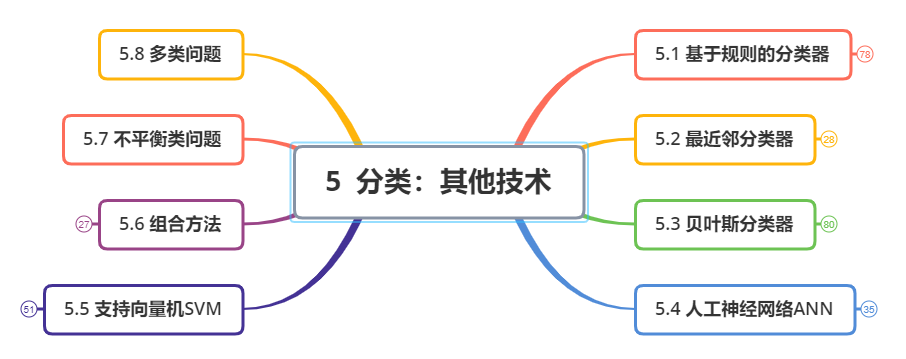 5 分类：其他技术
5.1 基于规则的分类器
78
5.2 最近邻分类器
28
5.3 贝叶斯分类器
80
5.4 人工神经网络ANN
35
5.5 支持向量机SVM
51
5.6 组合方法
27
5.7 不平衡类问题
5.8 多类问题